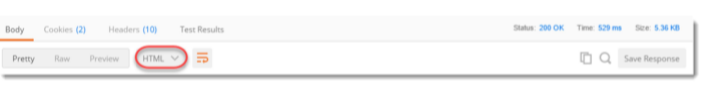 Body Cookies (2) Headers (10) Test Results Status: 200 OK Time: 529 ms Size: 5.36 KB
Pretty Raw Preview HTML Save Response